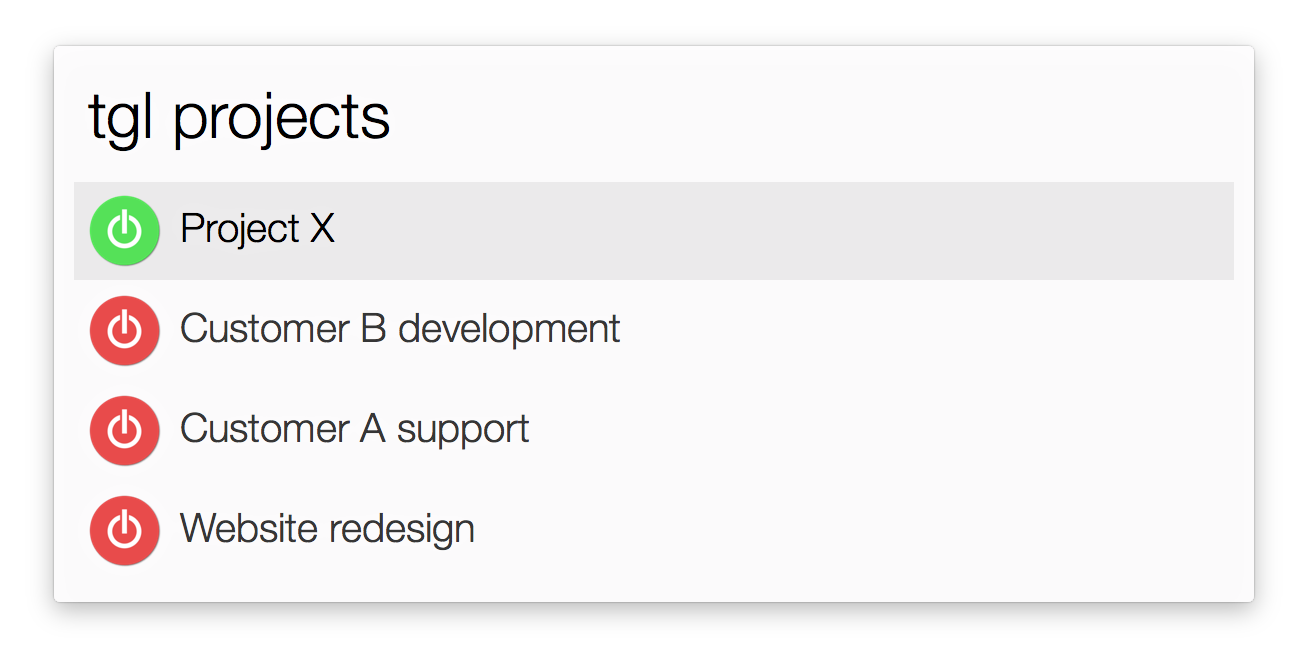 tgl projects
Project X
Customer B development
Customer A support
Website redesign